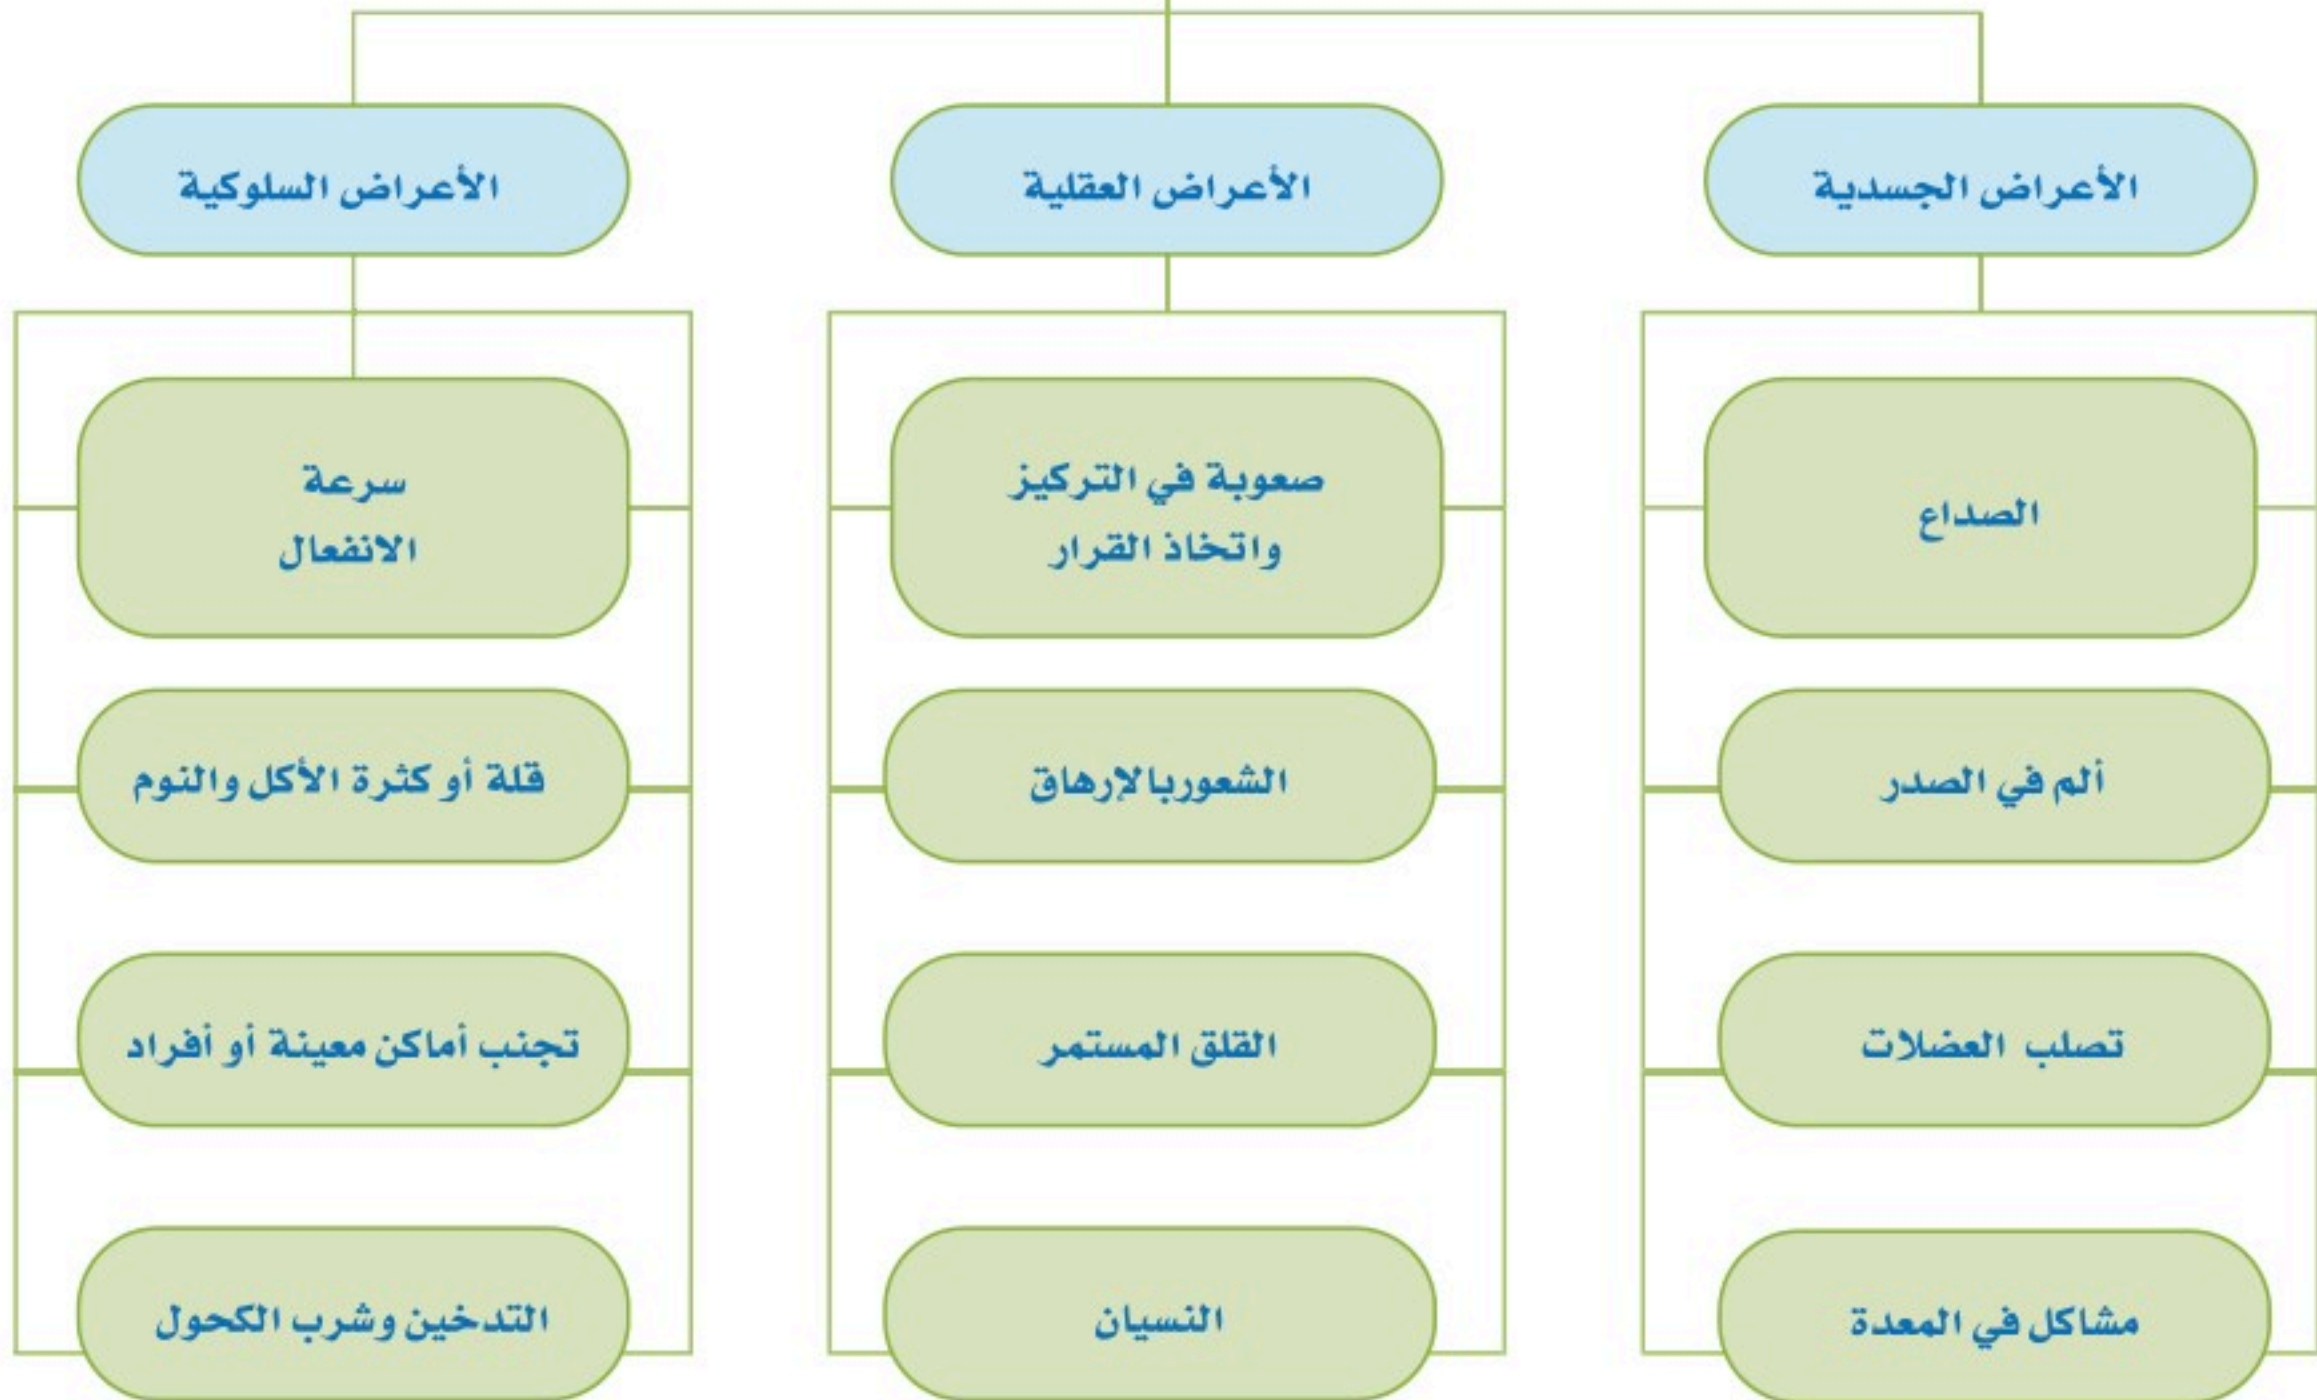 الأعراض الجسدية
الصداع
ألم في الصدر
تصلب العضلات
مشاكل في المعدة
الأعراض العقلية
صعوبة في التركيز
واتخاذ القرار
الشعوربالإرهاق
القلق المستمر
النسيان
الأعراض السلوكية
سرعة
الانفعال
قلة أو كثرة الأكل والنوم
تجنب أماكن معينة أو أفراد
التدخين وشرب الكحول